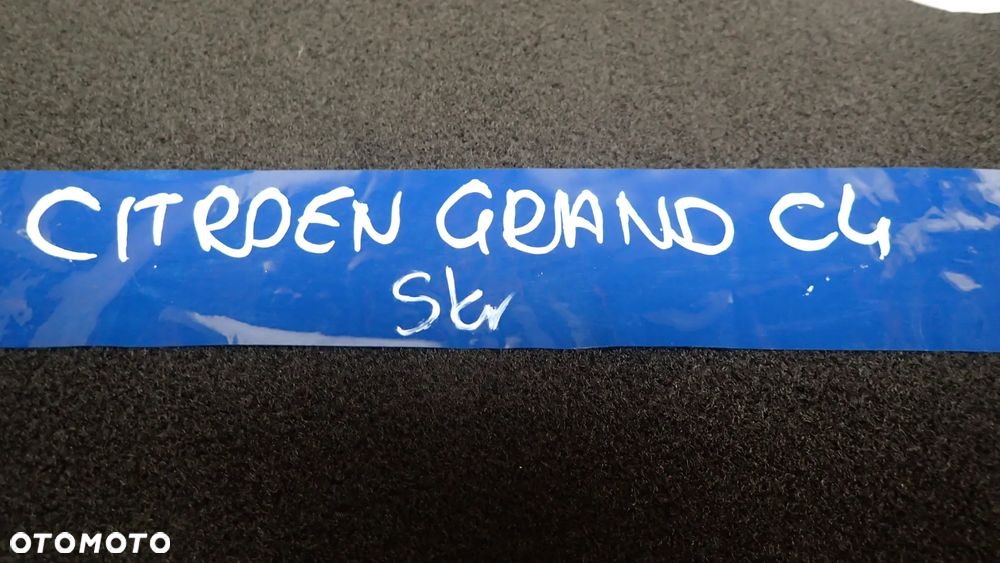 CITROEN GRAND C4
Skr
OTOMOTO